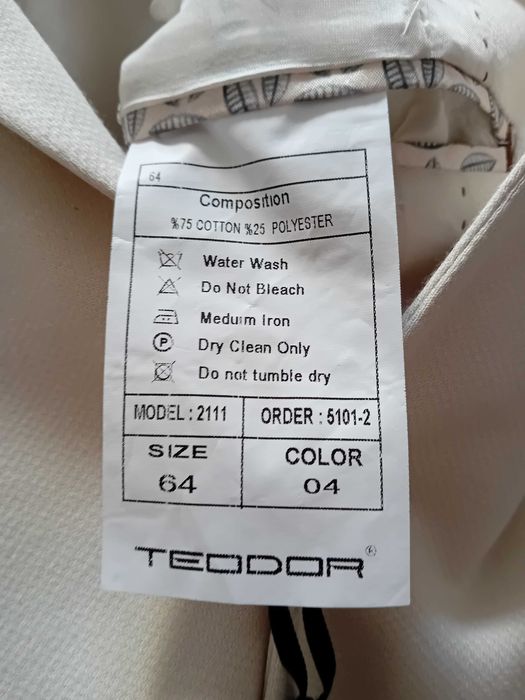 64
Composition
%75 COTTON %25 POLYESTER
Water Wash
Do Not Bleach
Meduim Iron
P Dry Clean Only
Do not tumble dry
MODEL : 2111 ORDER : 5101-2
SIZE COLOR
64 04
TEODOR®